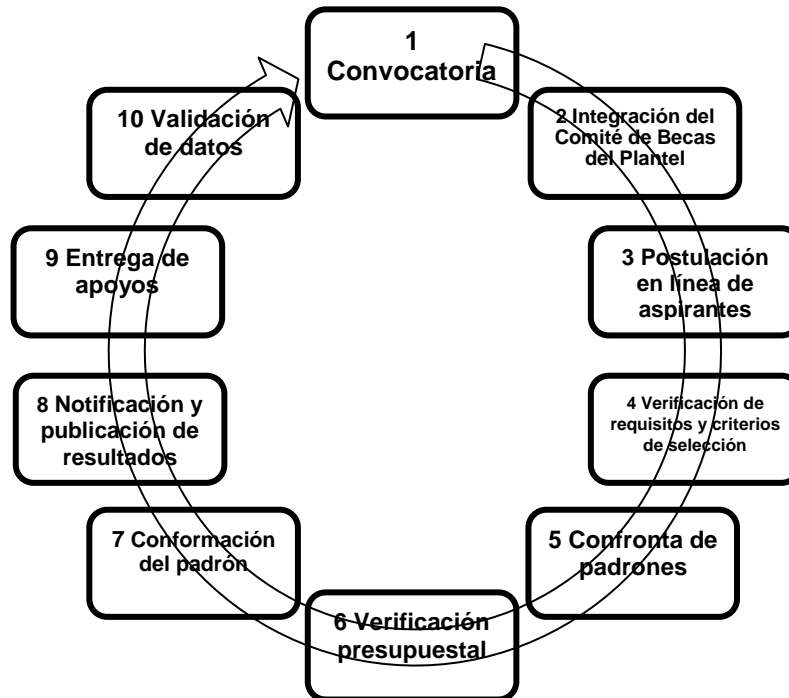 1
Convocatoria
2 Integración del
Comité de Becas
del Plantel
3 Postulación
en línea de
aspirantes
4 Verificación de
requisitos y criterios
de selección
5 Confronta de
padrones
6 Verificación
presupuestal
7 Conformación
del padrón
8 Notificación y
publicación de
resultados
9 Entrega de
apoyos
10 Validación
de datos